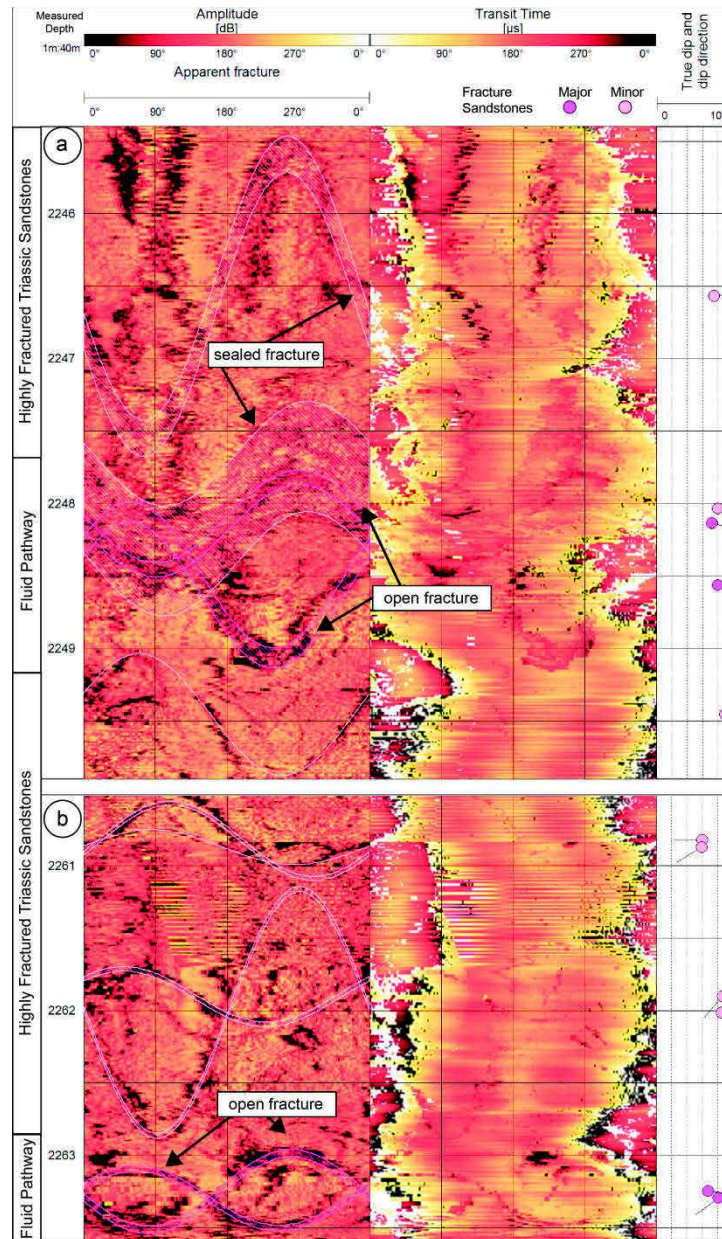 Measured
Depth
1m:40m
Amplitude
[dB]
0° 90° 180° 270° 0°
Transit Time
[µs]
0° 90° 180° 270° 0°
True dip and
dip direction
Apparent fracture
0° 90° 180° 270° 0°
Fracture Major Minor
Sandstones
0 10
a
Highly Fractured Triassic Sandstones
2246
2247
sealed fracture
Fluid Pathway
2248
open fracture
2249
Highly Fractured Triassic Sandstones
b
2261
2262
open fracture
Fluid Pathway
2263